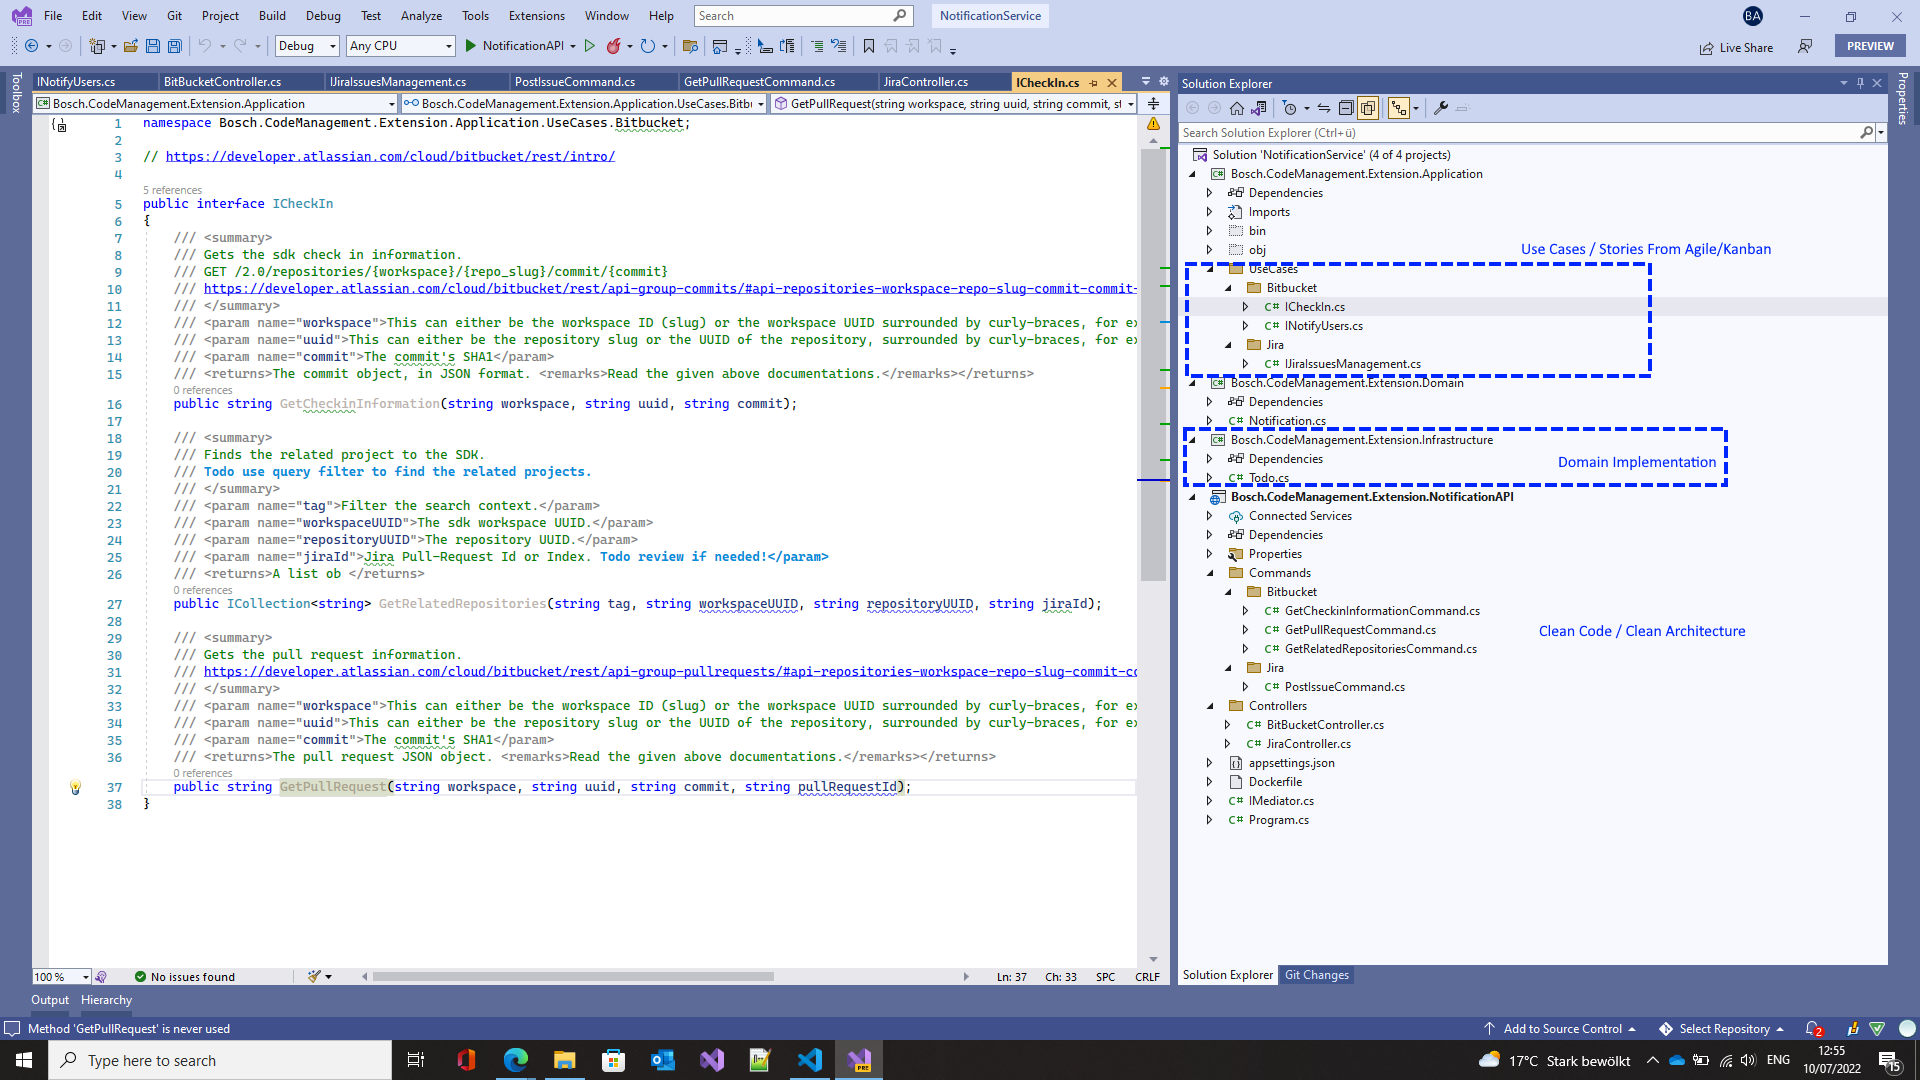 File Edit View Git Project Build Debug Test Analyze Tools Extensions Window Help Search NotificationService BA
Debug Any CPU NotificationAPI Live Share PREVIEW
Toolbox
INotifyUsers.cs BitBucketController.cs IJiraIssuesManagement.cs PostIssueCommand.cs GetPullRequestCommand.cs JiraController.cs ICheckIn.cs
Bosch.CodeManagement.Extension.Application Bosch.CodeManagement.Extension.Application.UseCases.Bitbu GetPullRequest(string workspace, string uuid, string commit, st
1 namespace Bosch.CodeManagement.Extension.Application.UseCases.Bitbucket;
2
3 // https://developer.atlassian.com/cloud/bitbucket/rest/intro/
4
5 references
5 public interface ICheckIn
6 {
7 /// <summary>
8 /// Gets the sdk check in information.
9 /// GET /2.0/repositories/{workspace}/{repo_slug}/commit/{commit}
10 /// https://developer.atlassian.com/cloud/bitbucket/rest/api-group-commits/#api-repositories-workspace-repo-slug-commit-commit-
11 /// </summary>
12 /// <param name="workspace">This can either be the workspace ID (slug) or the workspace UUID surrounded by curly-braces, for ex
13 /// <param name="uuid">This can either be the repository slug or the UUID of the repository, surrounded by curly-braces, for ex
14 /// <param name="commit">The commit's SHA1</param>
15 /// <returns>The commit object, in JSON format. <remarks>Read the given above documentations.</remarks></returns>
0 references
16 public string GetCheckinInformation(string workspace, string uuid, string commit);
17
18 /// <summary>
19 /// Finds the related project to the SDK.
20 /// Todo use query filter to find the related projects.
21 /// </summary>
22 /// <param name="tag">Filter the search context.</param>
23 /// <param name="workspaceUUID">The sdk workspace UUID.</param>
24 /// <param name="repositoryUUID">The repository UUID.</param>
25 /// <param name="jiraId">Jira Pull-Request Id or Index. Todo review if needed!</param>
26 /// <returns>A list ob </returns>
0 references
27 public ICollection<string> GetRelatedRepositories(string tag, string workspaceUUID, string repositoryUUID, string jiraId);
28
29 /// <summary>
30 /// Gets the pull request information.
31 /// https://developer.atlassian.com/cloud/bitbucket/rest/api-group-pullrequests/#api-repositories-workspace-repo-slug-commit-co
32 /// </summary>
33 /// <param name="workspace">This can either be the workspace ID (slug) or the workspace UUID surrounded by curly-braces, for ex
34 /// <param name="uuid">This can either be the repository slug or the UUID of the repository, surrounded by curly-braces, for ex
35 /// <param name="commit">The commit's SHA1</param>
36 /// <returns>The pull request JSON object. <remarks>Read the given above documentations.</remarks></returns>
0 references
37 public string GetPullRequest(string workspace, string uuid, string commit, string pullRequestId);
38 }
100 % No issues found Ln: 37 Ch: 33 SPC CRLF
Solution Explorer
Properties
Search Solution Explorer (Ctrl+ü)
Solution 'NotificationService' (4 of 4 projects)
Bosch.CodeManagement.Extension.Application
Dependencies
Imports
bin
obj
Use Cases / Stories From Agile/Kanban
UseCases
Bitbucket
ICheckIn.cs
INotifyUsers.cs
Jira
IJiraIssuesManagement.cs
Bosch.CodeManagement.Extension.Domain
Dependencies
Notification.cs
Bosch.CodeManagement.Extension.Infrastructure
Dependencies
Domain Implementation
Todo.cs
Bosch.CodeManagement.Extension.NotificationAPI
Connected Services
Dependencies
Properties
Commands
Bitbucket
GetCheckinInformationCommand.cs
GetPullRequestCommand.cs
Clean Code / Clean Architecture
GetRelatedRepositoriesCommand.cs
Jira
PostIssueCommand.cs
Controllers
BitBucketController.cs
JiraController.cs
appsettings.json
Dockerfile
IMediator.cs
Program.cs
Solution Explorer Git Changes
Output Hierarchy
Method 'GetPullRequest' is never used Add to Source Control Select Repository 2
Type here to search PRE 17°C Stark bewölkt ENG 12:55
10/07/2022 15